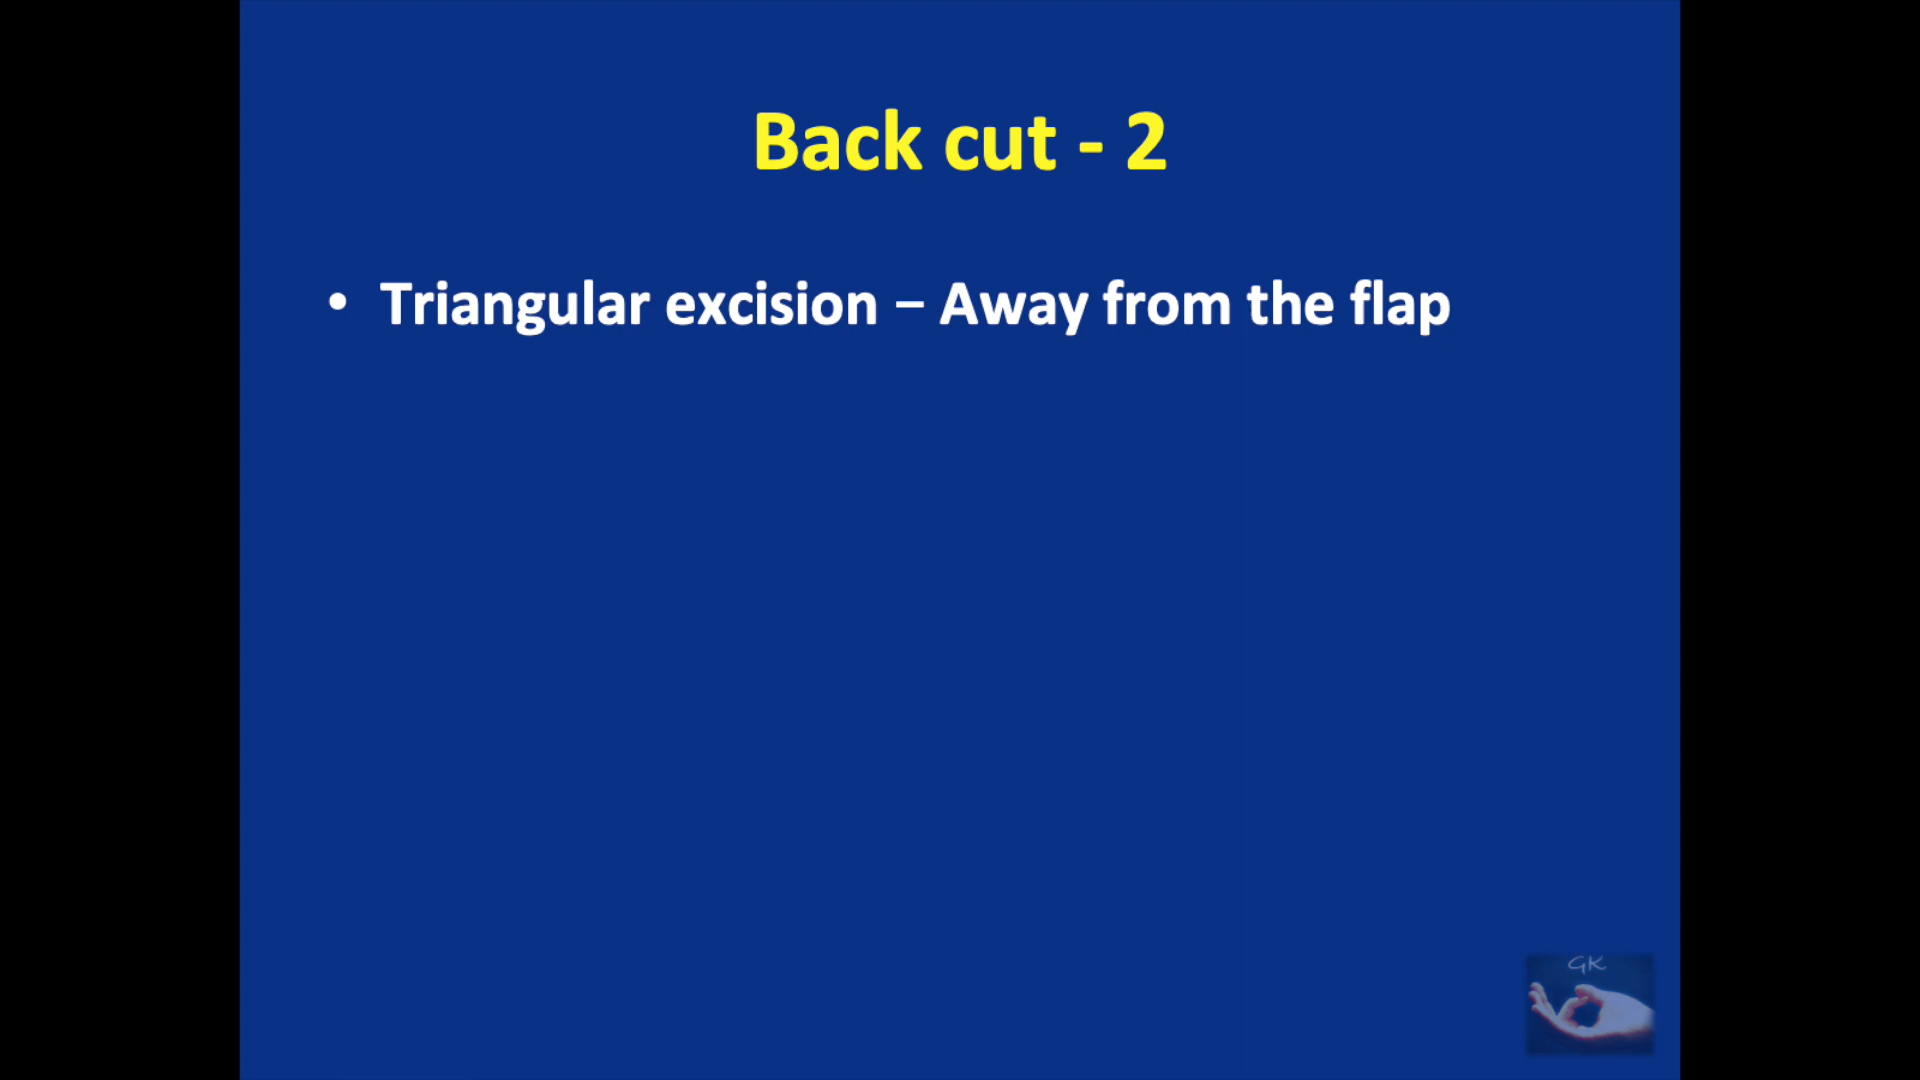 Back cut - 2
• Triangular excision – Away from the flap
GK